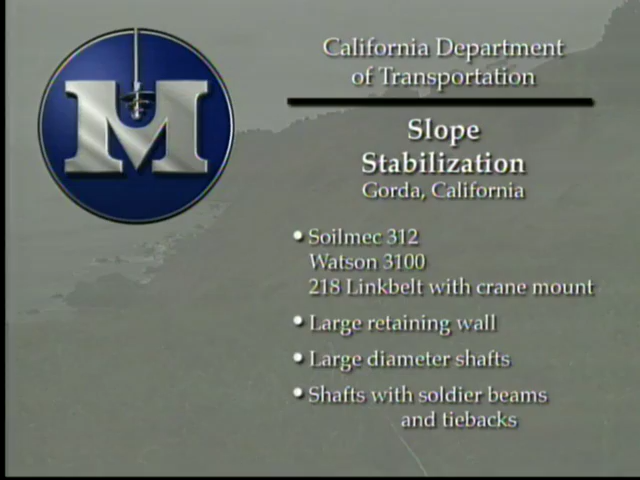 M
California Department
of Transportation
Slope
Stabilization
Gorda, California
• Soilmec 312
Watson 3100
218 Linkbelt with crane mount
• Large retaining wall
• Large diameter shafts
• Shafts with soldier beams
and tiebacks